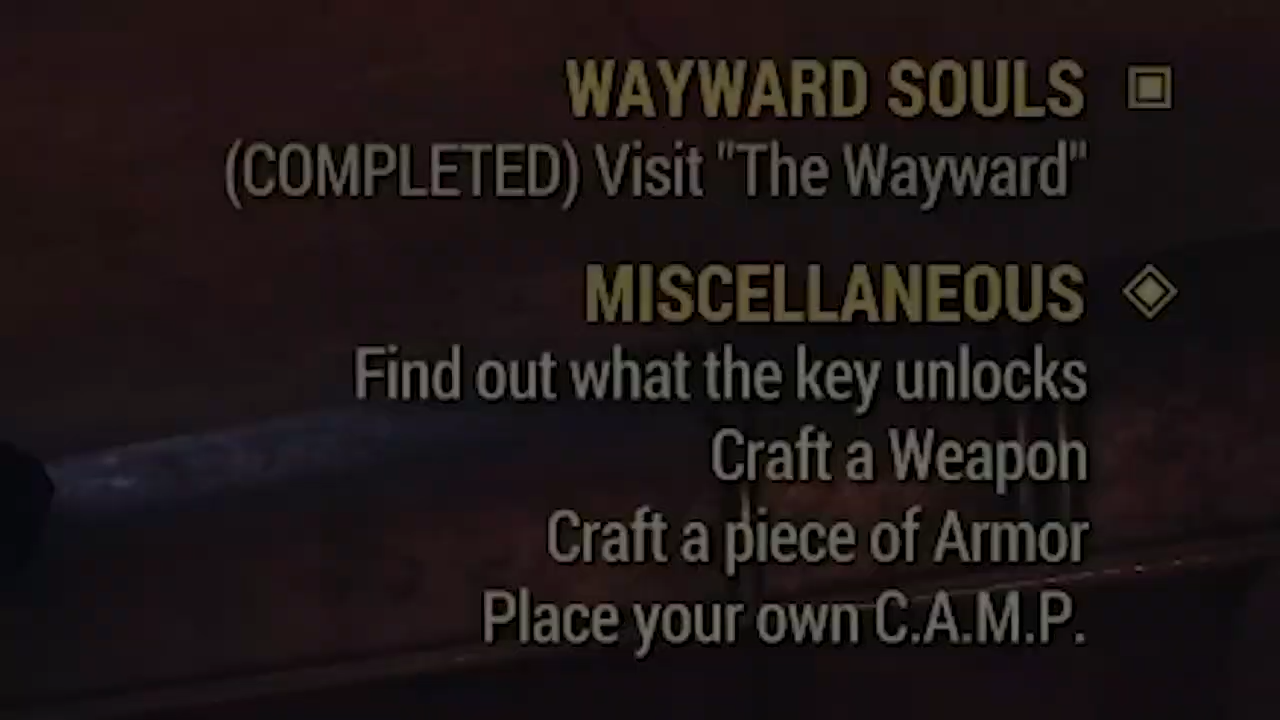 WAYWARD SOULS
(COMPLETED) Visit "The Wayward"
MISCELLANEOUS
Find out what the key unlocks
Craft a Weapon
Craft a piece of Armor
Place your own C.A.M.P.